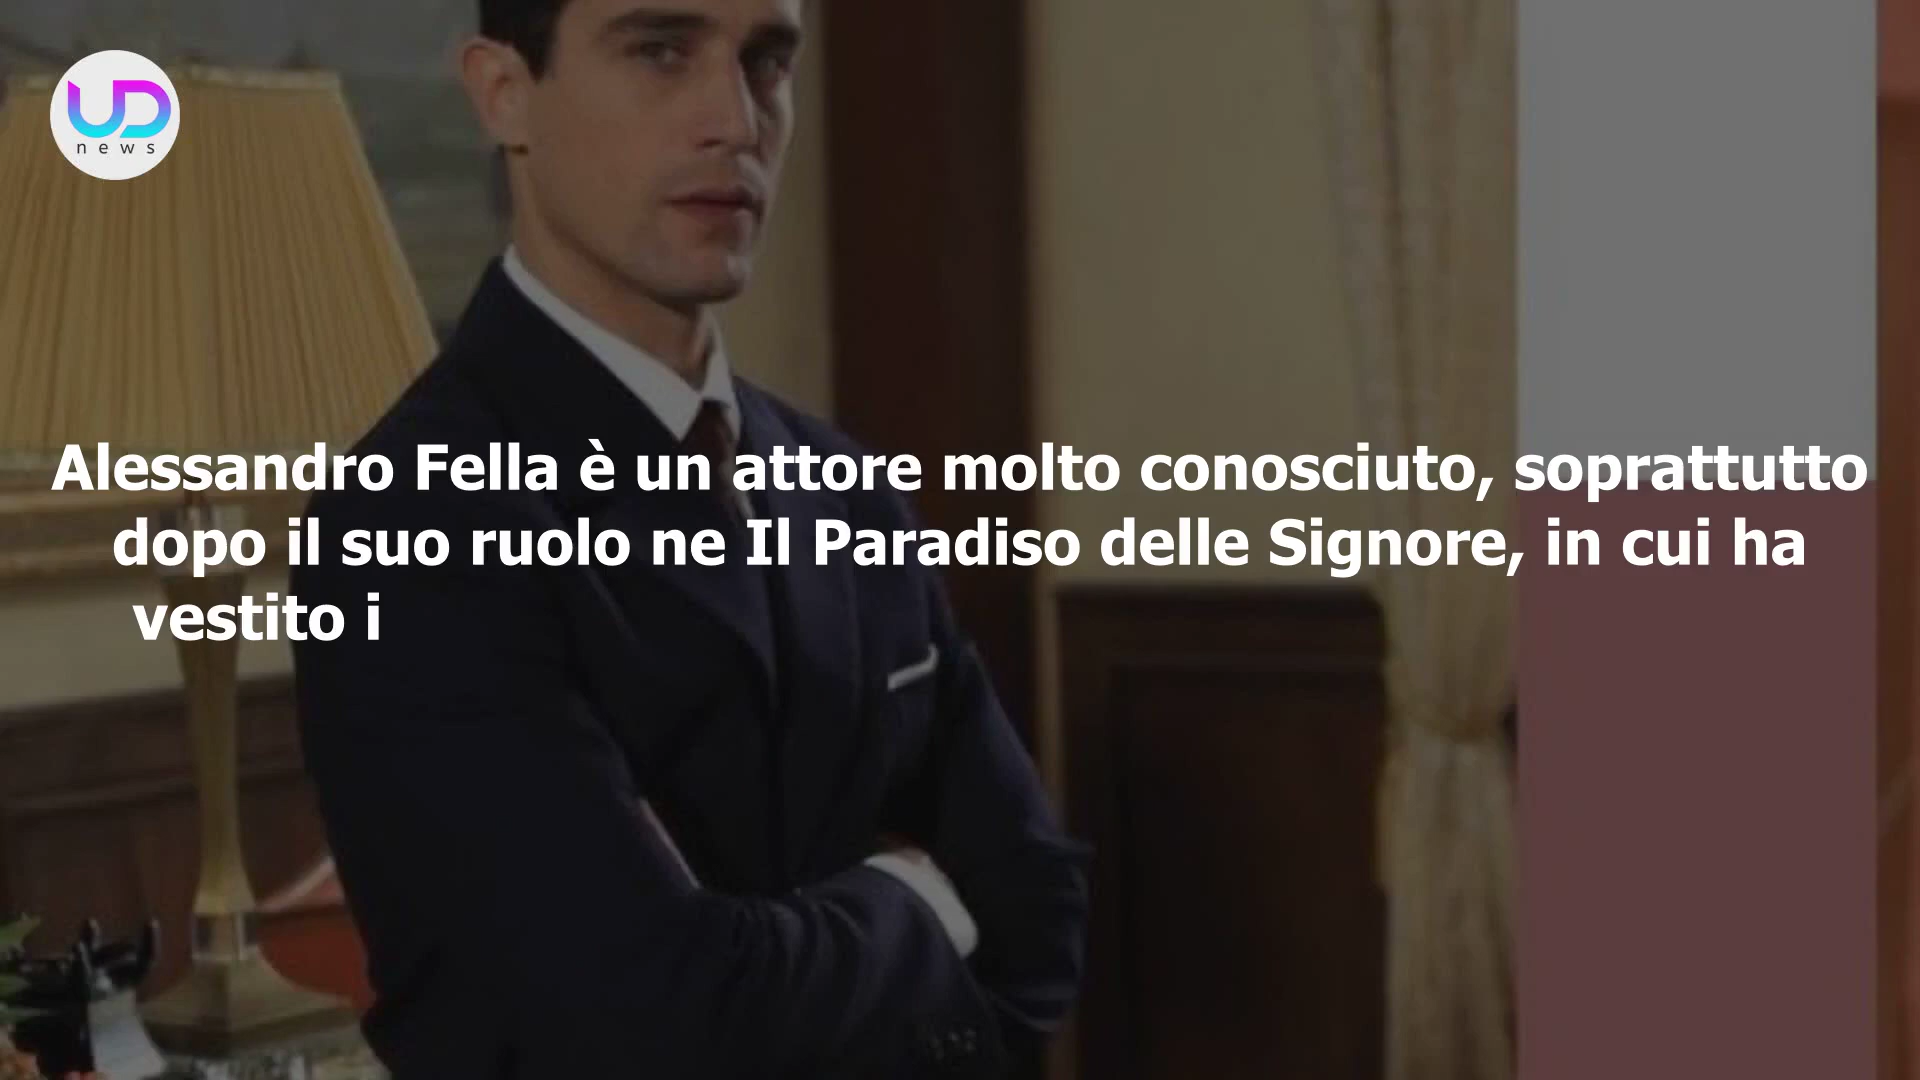 UD
news
Alessandro Fella è un attore molto conosciuto, soprattutto
dopo il suo ruolo ne Il Paradiso delle Signore, in cui ha
vestito i